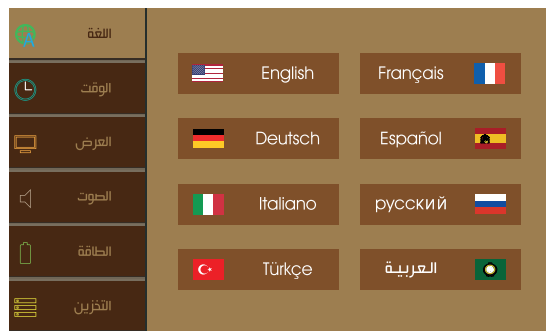 اللغة
الوقت
العرض
الصوت
الطاقة
التخزين
English
Français
Deutsch
Español
Italiano
русский
Türkçe
العربية